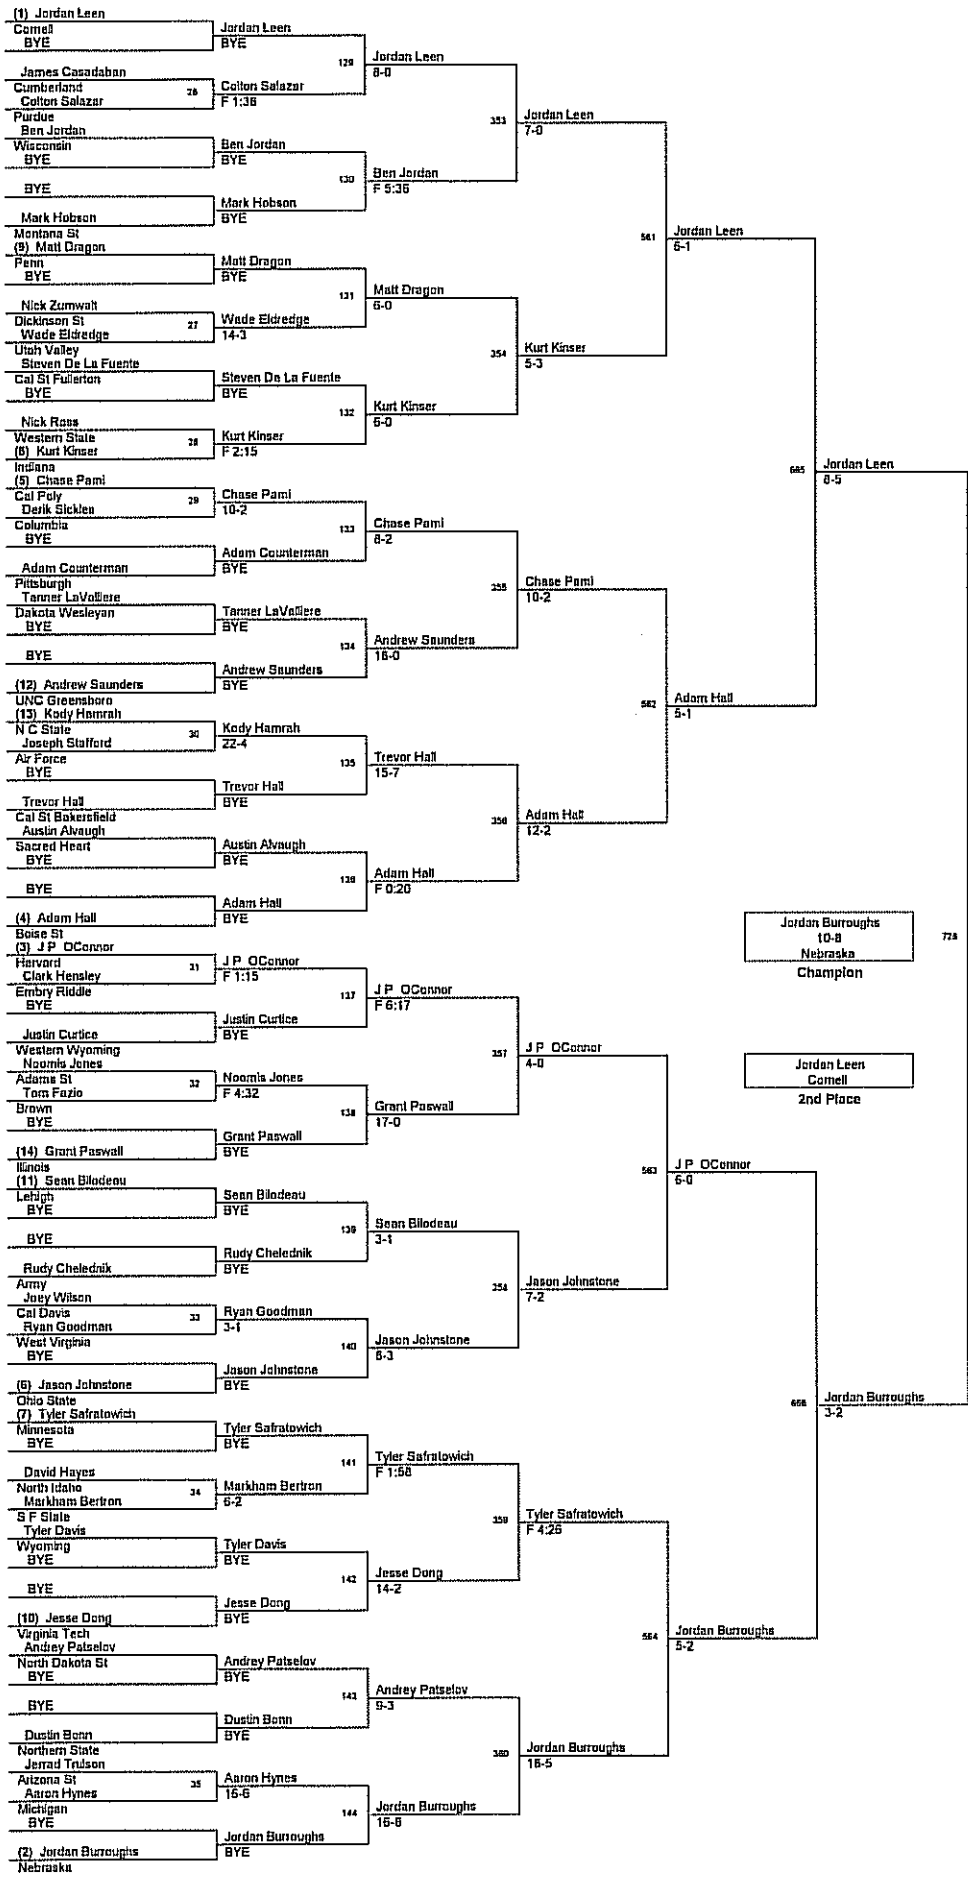 (1) Jordan Leen
Cornell
BYE
James Casadaban
Cumberland
Colton Salazar
Purdue
Ben Jordan
Wisconsin
BYE
BYE
Mark Hobson
Montana St
(9) Matt Dragon
Penn
BYE
Nick Zumwalt
Dickinson St
Wade Eldredge
Utah Valley
Steven De La Fuente
Cal St Fullerton
BYE
Nick Ross
Western State
(8) Kurt Kinser
Indiana
(5) Chase Pami
Cal Poly
Derik Sicklen
Columbia
BYE
Adam Counterman
Pittsburgh
Tanner LaValliere
Dakota Wesleyan
BYE
BYE
(12) Andrew Saunders
UNC Greensboro
(13) Kody Hamrah
N C State
Joseph Stafford
Air Force
BYE
Trevor Hall
Cal St Bakersfield
Austin Alvaugh
Sacred Heart
BYE
BYE
(4) Adam Hall
Boise St
(3) J P OConnor
Harvard
Clark Hensley
Embry Riddle
BYE
Justin Curtice
Western Wyoming
Noomis Jones
Adams St
Tom Fazio
Brown
BYE
(14) Grant Paswall
Illinois
(11) Sean Bilodeau
Lehigh
BYE
BYE
Rudy Chelednik
Army
Joey Wilson
Cal Davis
Ryan Goodman
West Virginia
BYE
(6) Jason Johnstone
Ohio State
(7) Tyler Safratowich
Minnesota
BYE
David Hayes
North Idaho
Markham Bertron
S F State
Tyler Davis
Wyoming
BYE
BYE
(10) Jesse Dong
Virginia Tech
Andrey Patselov
North Dakota St
BYE
BYE
Dustin Bonn
Northern State
Jerrad Trulson
Arizona St
Aaron Hynes
Michigan
BYE
(2) Jordan Burroughs
Nebraska
26
27
28
29
30
31
32
33
34
35
Jordan Leen
BYE
Colton Salazar
F 1:36
Ben Jordan
BYE
Mark Hobson
BYE
Matt Dragon
BYE
Wade Eldredge
14-3
Steven De La Fuente
BYE
Kurt Kinser
F 2:15
Chase Pami
10-2
Adam Counterman
BYE
Tanner LaValliere
BYE
Andrew Saunders
BYE
Kody Hamrah
22-4
Trevor Hall
BYE
Austin Alvaugh
BYE
Adam Hall
BYE
J P OConnor
F 1:15
Justin Curtice
BYE
Noomis Jones
F 4:32
Grant Paswall
BYE
Sean Bilodeau
BYE
Rudy Chelednik
BYE
Ryan Goodman
3-1
Jason Johnstone
BYE
Tyler Safratowich
BYE
Markham Bertron
6-2
Tyler Davis
BYE
Jesse Dong
BYE
Andrey Patselov
BYE
Dustin Bonn
BYE
Aaron Hynes
16-6
Jordan Burroughs
BYE
129
130
131
132
133
134
135
136
137
138
139
140
141
142
143
144
Jordan Leen
8-0
Ben Jordan
F 5:36
Matt Dragon
6-0
Kurt Kinser
6-0
Chase Pami
8-2
Andrew Saunders
16-0
Trevor Hall
15-7
Adam Hall
F 0:20
J P OConnor
F 6:17
Grant Paswall
17-0
Sean Bilodeau
3-1
Jason Johnstone
8-3
Tyler Safratowich
F 1:58
Jesse Dong
14-2
Andrey Patselov
9-3
Jordan Burroughs
16-6
353
354
355
356
357
358
359
360
Jordan Leen
7-0
Kurt Kinser
5-3
Chase Pami
10-2
Adam Hall
12-2
J P OConnor
4-0
Jason Johnstone
7-2
Tyler Safratowich
F 4:26
Jordan Burroughs
16-5
561
562
563
564
Jordan Leen
6-1
Adam Hall
5-1
J P OConnor
6-0
Jordan Burroughs
5-2
665
666
Jordan Leen
8-5
Jordan Burroughs
3-2
Jordan Burroughs
10-8
Nebraska
Champion
Jordan Leen
Cornell
2nd Place